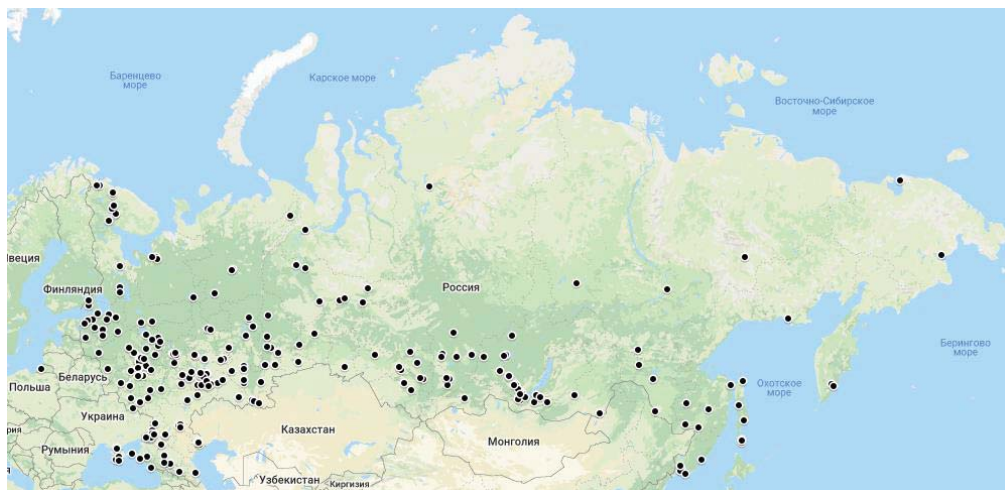 Баренцево
море
Карское море
Восточно-Сибирское
море
веция
Финляндия
Россия
Берингово
море
Беларусь
Польша
Охотское
море
Украина
Казахстан
Монголия
Румыния
Узбекистан
Киргизия